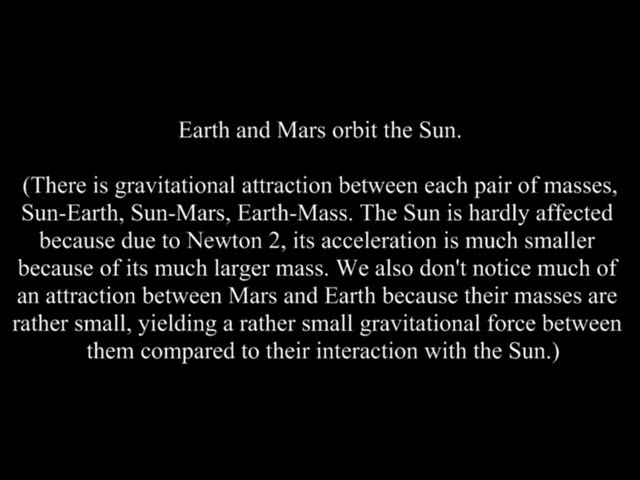 Earth and Mars orbit the Sun.
(There is gravitational attraction between each pair of masses,
Sun-Earth, Sun-Mars, Earth-Mass. The Sun is hardly affected
because due to Newton 2, its acceleration is much smaller
because of its much larger mass. We also don't notice much of
an attraction between Mars and Earth because their masses are
rather small, yielding a rather small gravitational force between
them compared to their interaction with the Sun.)